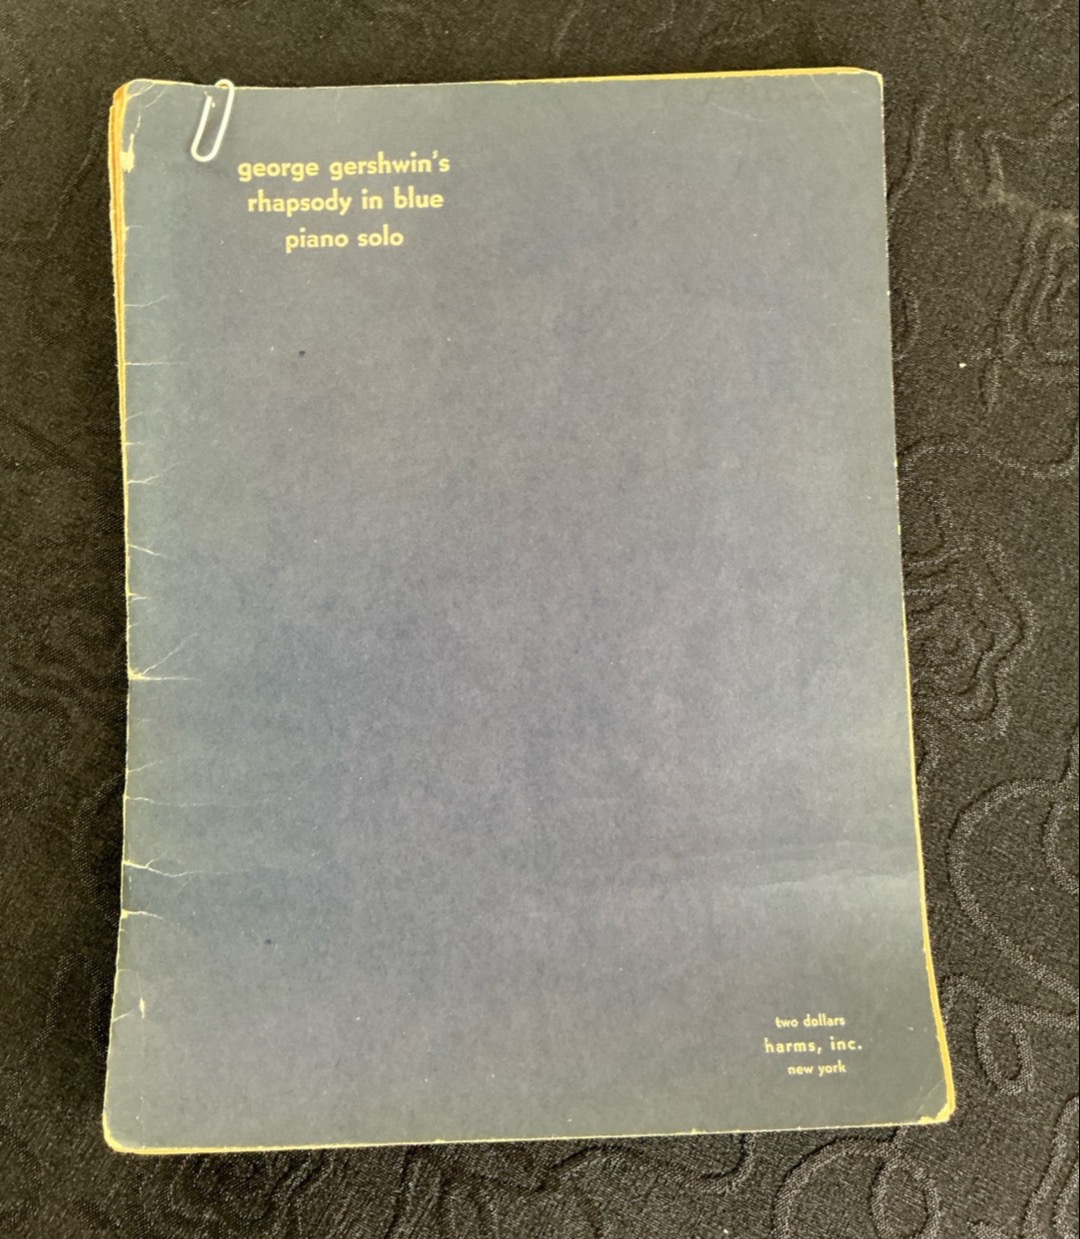 george gershwin's
rhapsody in blue
piano solo
two dollars
harms, inc.
new york